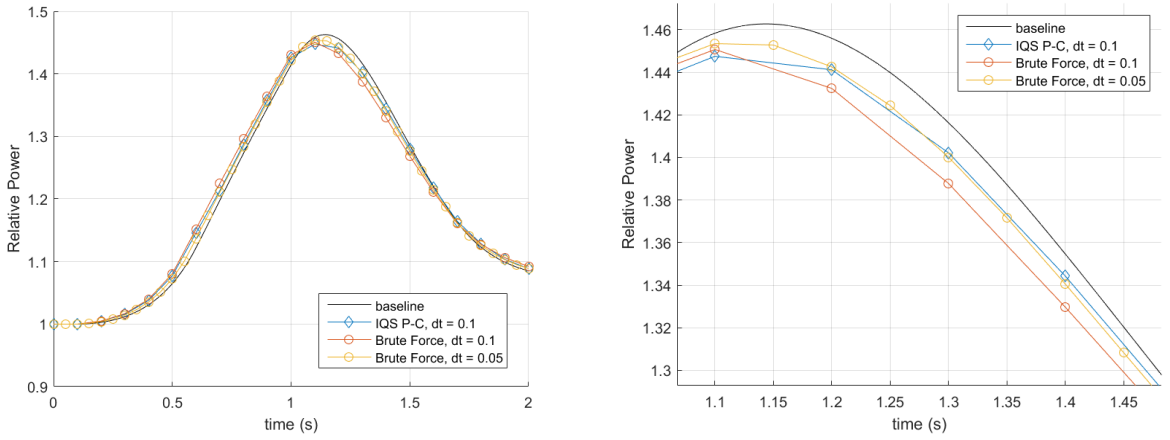 1.5
1.4
1.3
1.2
1.1
1
0.9
Relative Power
0
0.5
1
1.5
2
time (s)
baseline
IQS P-C, dt = 0.1
Brute Force, dt = 0.1
Brute Force, dt = 0.05
1.46
1.44
1.42
1.4
1.38
1.36
1.34
1.32
1.3
Relative Power
1.1
1.15
1.2
1.25
1.3
1.35
1.4
1.45
time (s)
baseline
IQS P-C, dt = 0.1
Brute Force, dt = 0.1
Brute Force, dt = 0.05